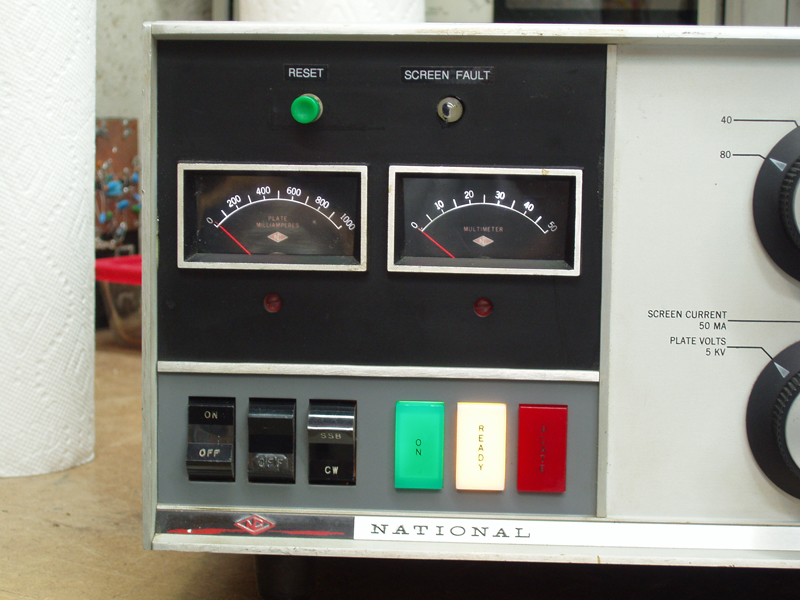 RESET
SCREEN FAULT
40
80
0 200 400 600 800 1000
PLATE
MILLIAMPERES
0 10 20 30 40 50
MULTIMETER
SCREEN CURRENT
50 MA
PLATE VOLTS
5 KV
ON
OFF
OFF
SSB
CW
ON
READY
NATIONAL